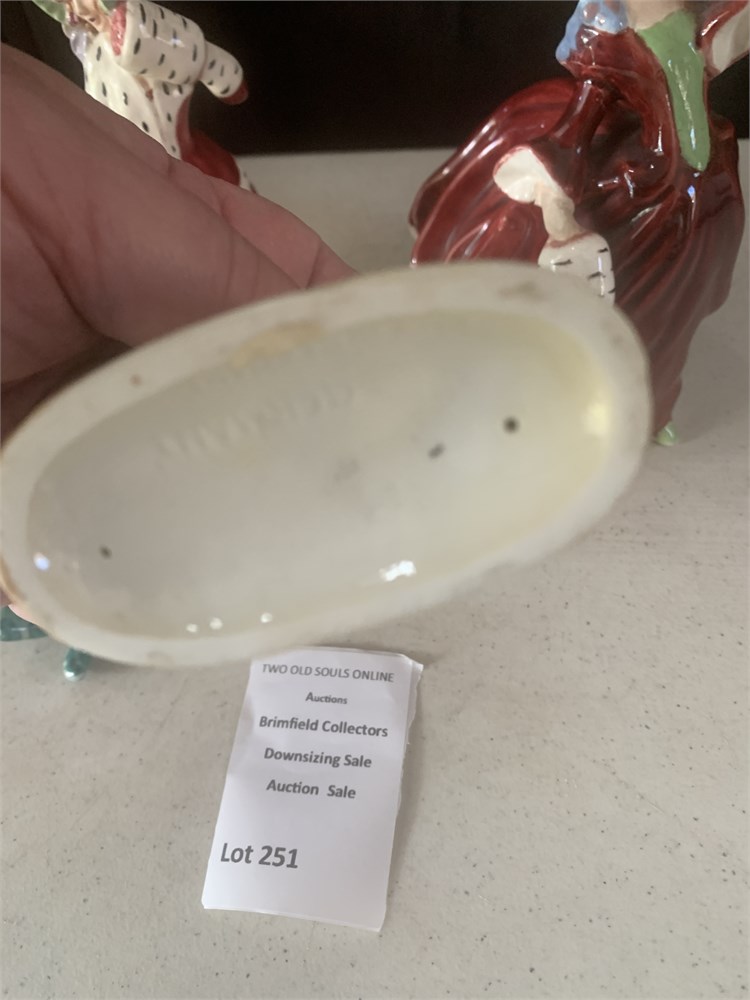 TWO OLD SOULS ONLINE
Auctions
Brimfield Collectors
Downsizing Sale
Auction Sale
Lot 251